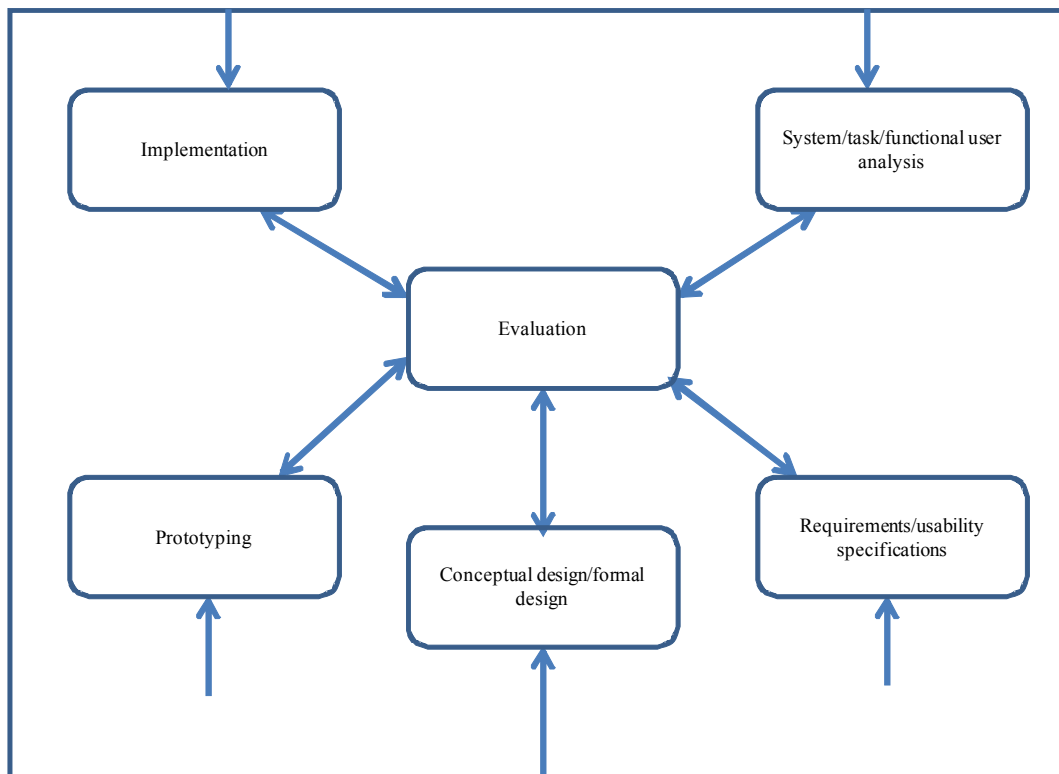 Implementation
System/task/functional user
analysis
Evaluation
Prototyping
Conceptual design/formal
design
Requirements/usability
specifications